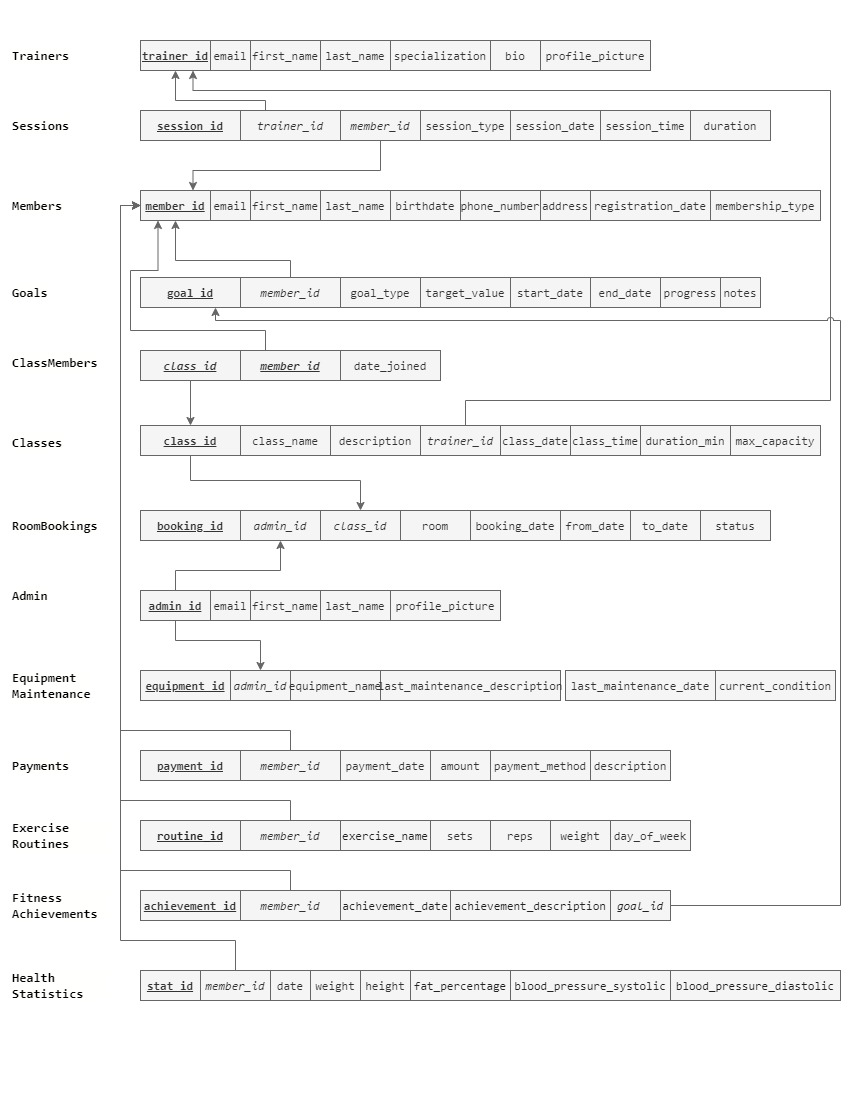 Trainers
trainer_id email first_name last_name specialization bio profile_picture
Sessions
session_id trainer_id member_id session_type session_date session_time duration
Members
member_id email first_name last_name birthdate phone_number address registration_date membership_type
Goals
goal_id member_id goal_type target_value start_date end_date progress notes
ClassMembers
class_id member_id date_joined
Classes
class_id class_name description trainer_id class_date class_time duration_min max_capacity
RoomBookings
booking_id admin_id class_id room booking_date from_date to_date status
Admin
admin_id email first_name last_name profile_picture
Equipment
Maintenance
equipment_id admin_id equipment_name last_maintenance_description last_maintenance_date current_condition
Payments
payment_id member_id payment_date amount payment_method description
Exercise
Routines
routine_id member_id exercise_name sets reps weight day_of_week
Fitness
Achievements
achievement_id member_id achievement_date achievement_description goal_id
Health
Statistics
stat_id member_id date weight height fat_percentage blood_pressure_systolic blood_pressure_diastolic